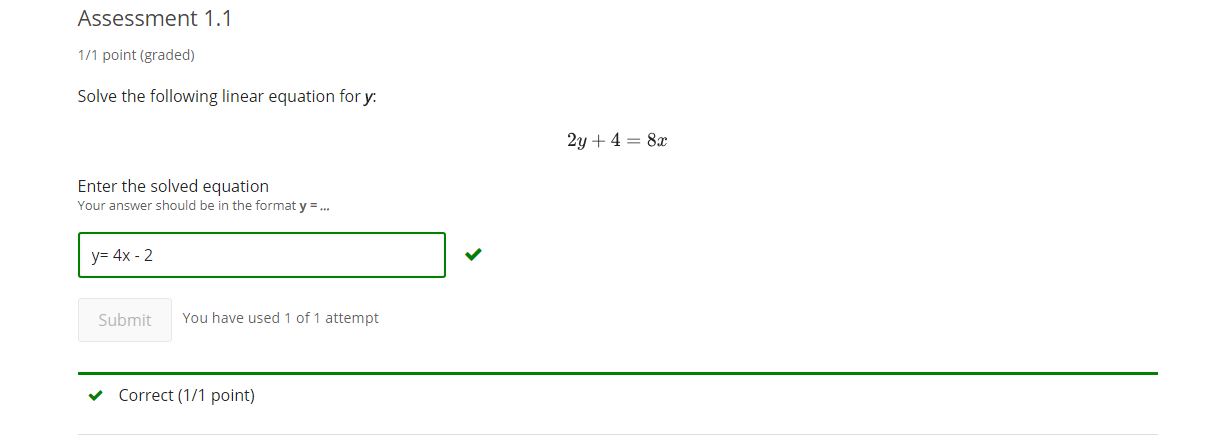 Assessment 1.1
1/1 point (graded)
Solve the following linear equation for y:
2y + 4 = 8x
Enter the solved equation
Your answer should be in the format y = ...
y= 4x - 2
Submit
You have used 1 of 1 attempt
Correct (1/1 point)